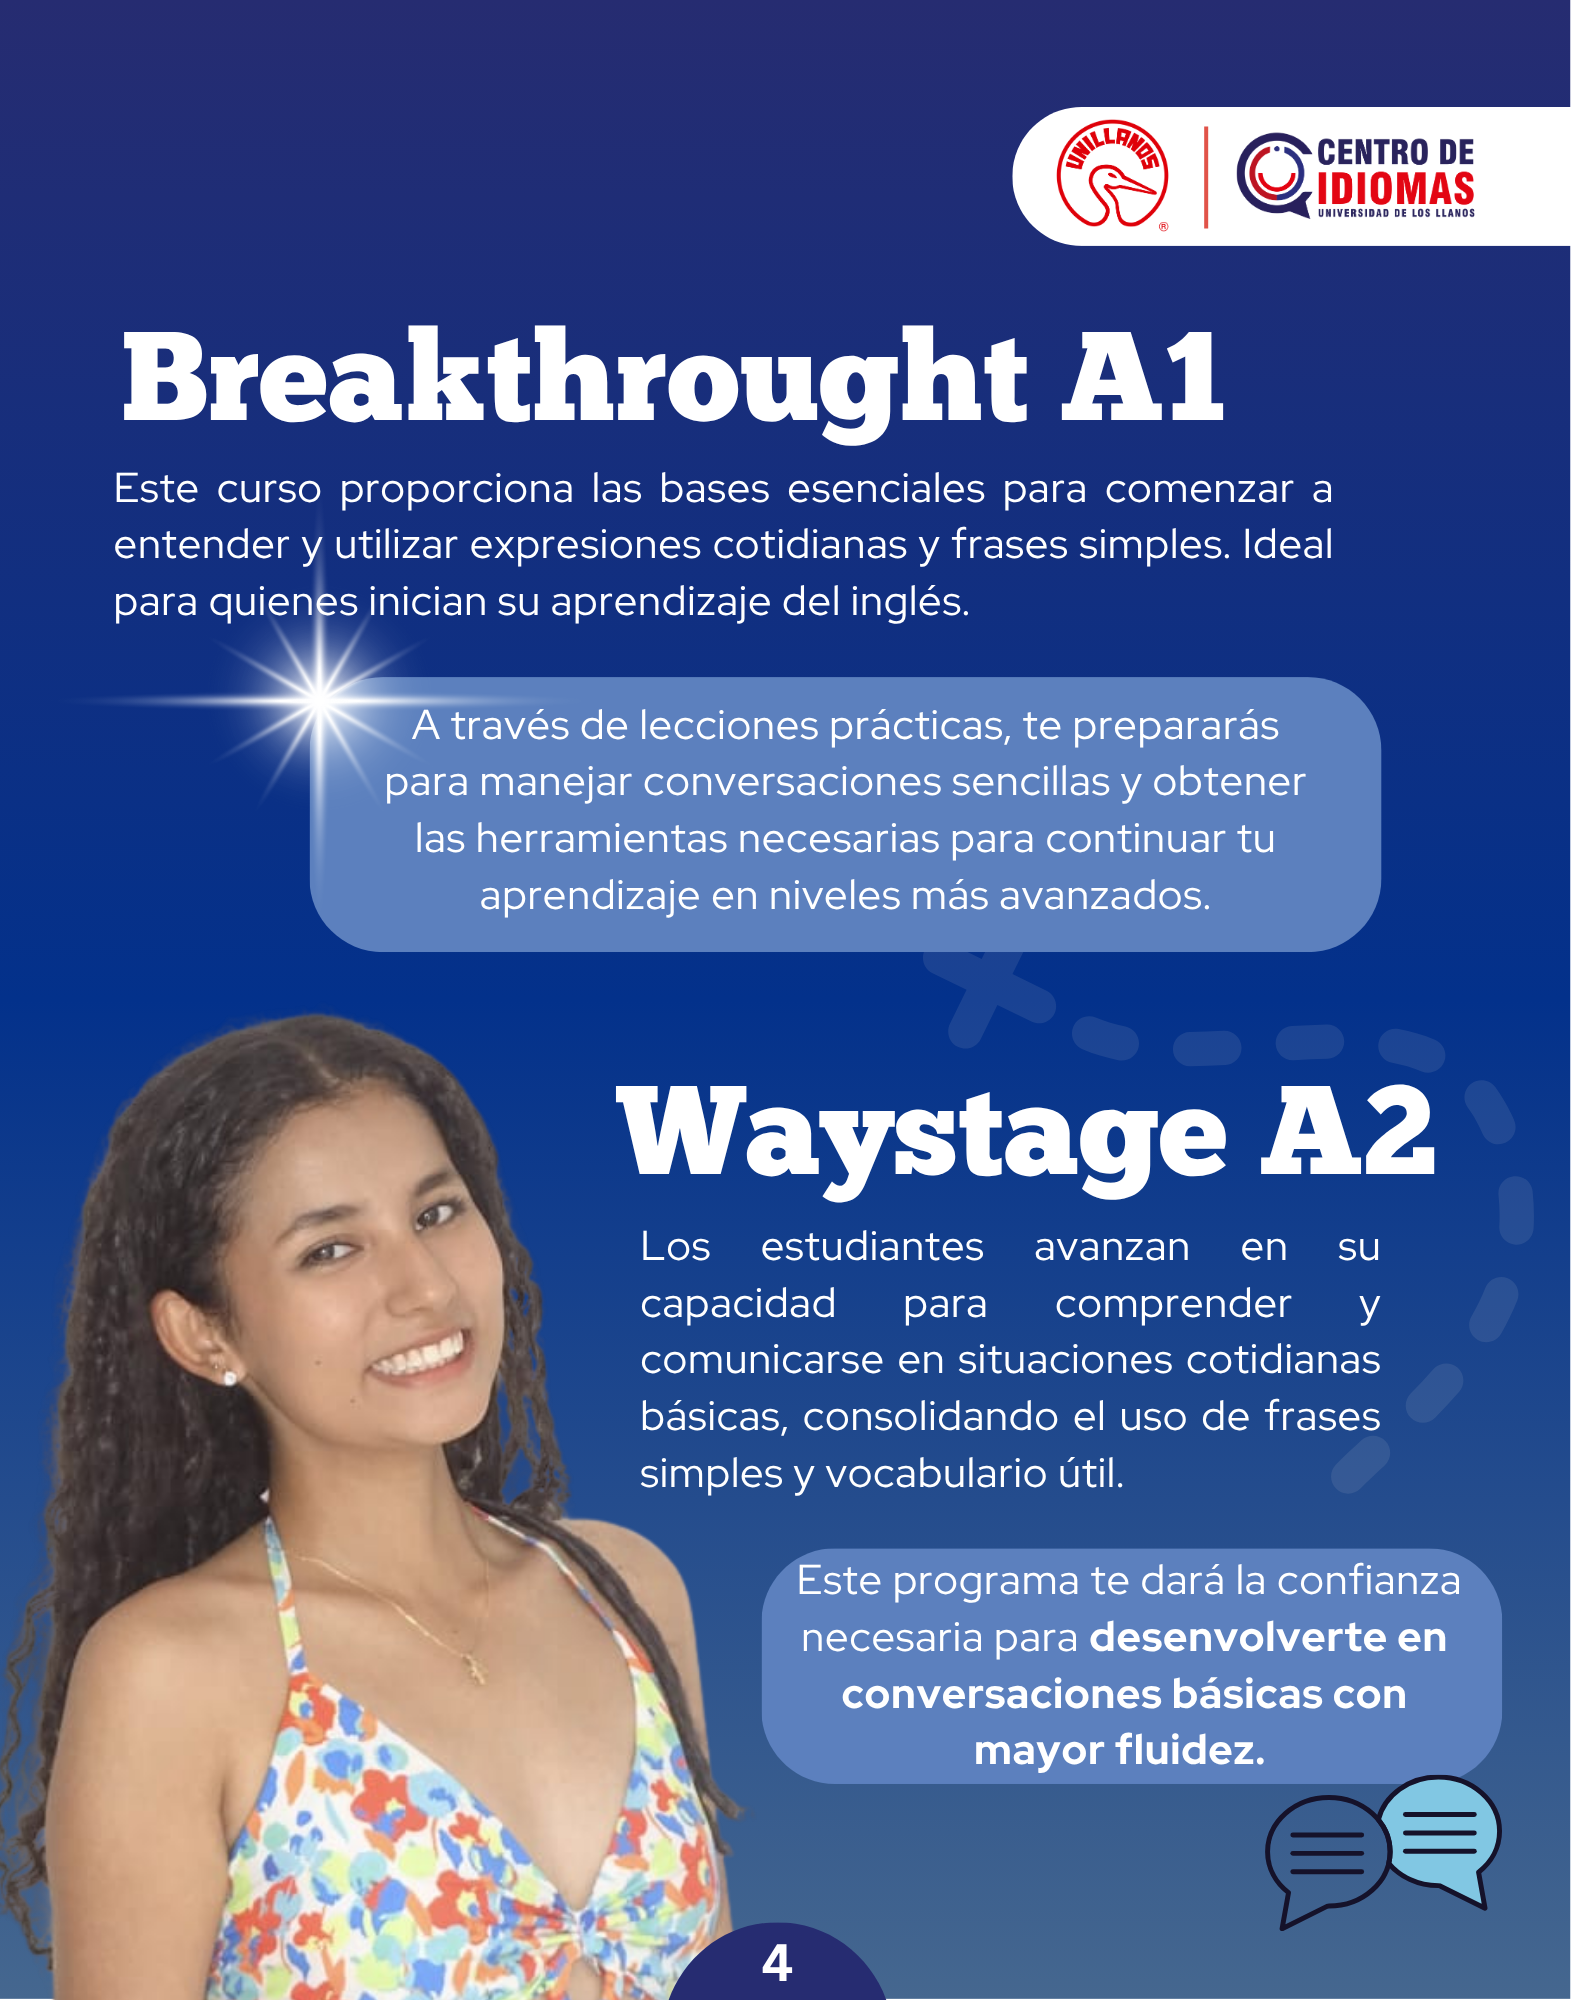 UNILLANOS
®
CENTRO DE
IDIOMAS
UNIVERSIDAD DE LOS LLANOS
Breakthrought A1
Este curso proporciona las bases esenciales para comenzar a
entender y utilizar expresiones cotidianas y frases simples. Ideal
para quienes inician su aprendizaje del inglés.
A través de lecciones prácticas, te prepararás
para manejar conversaciones sencillas y obtener
las herramientas necesarias para continuar tu
aprendizaje en niveles más avanzados.
Waystage A2
Los estudiantes avanzan en su
capacidad para comprender y
comunicarse en situaciones cotidianas
básicas, consolidando el uso de frases
simples y vocabulario útil.
Este programa te dará la confianza
necesaria para desenvolverte en
conversaciones básicas con
mayor fluidez.
4